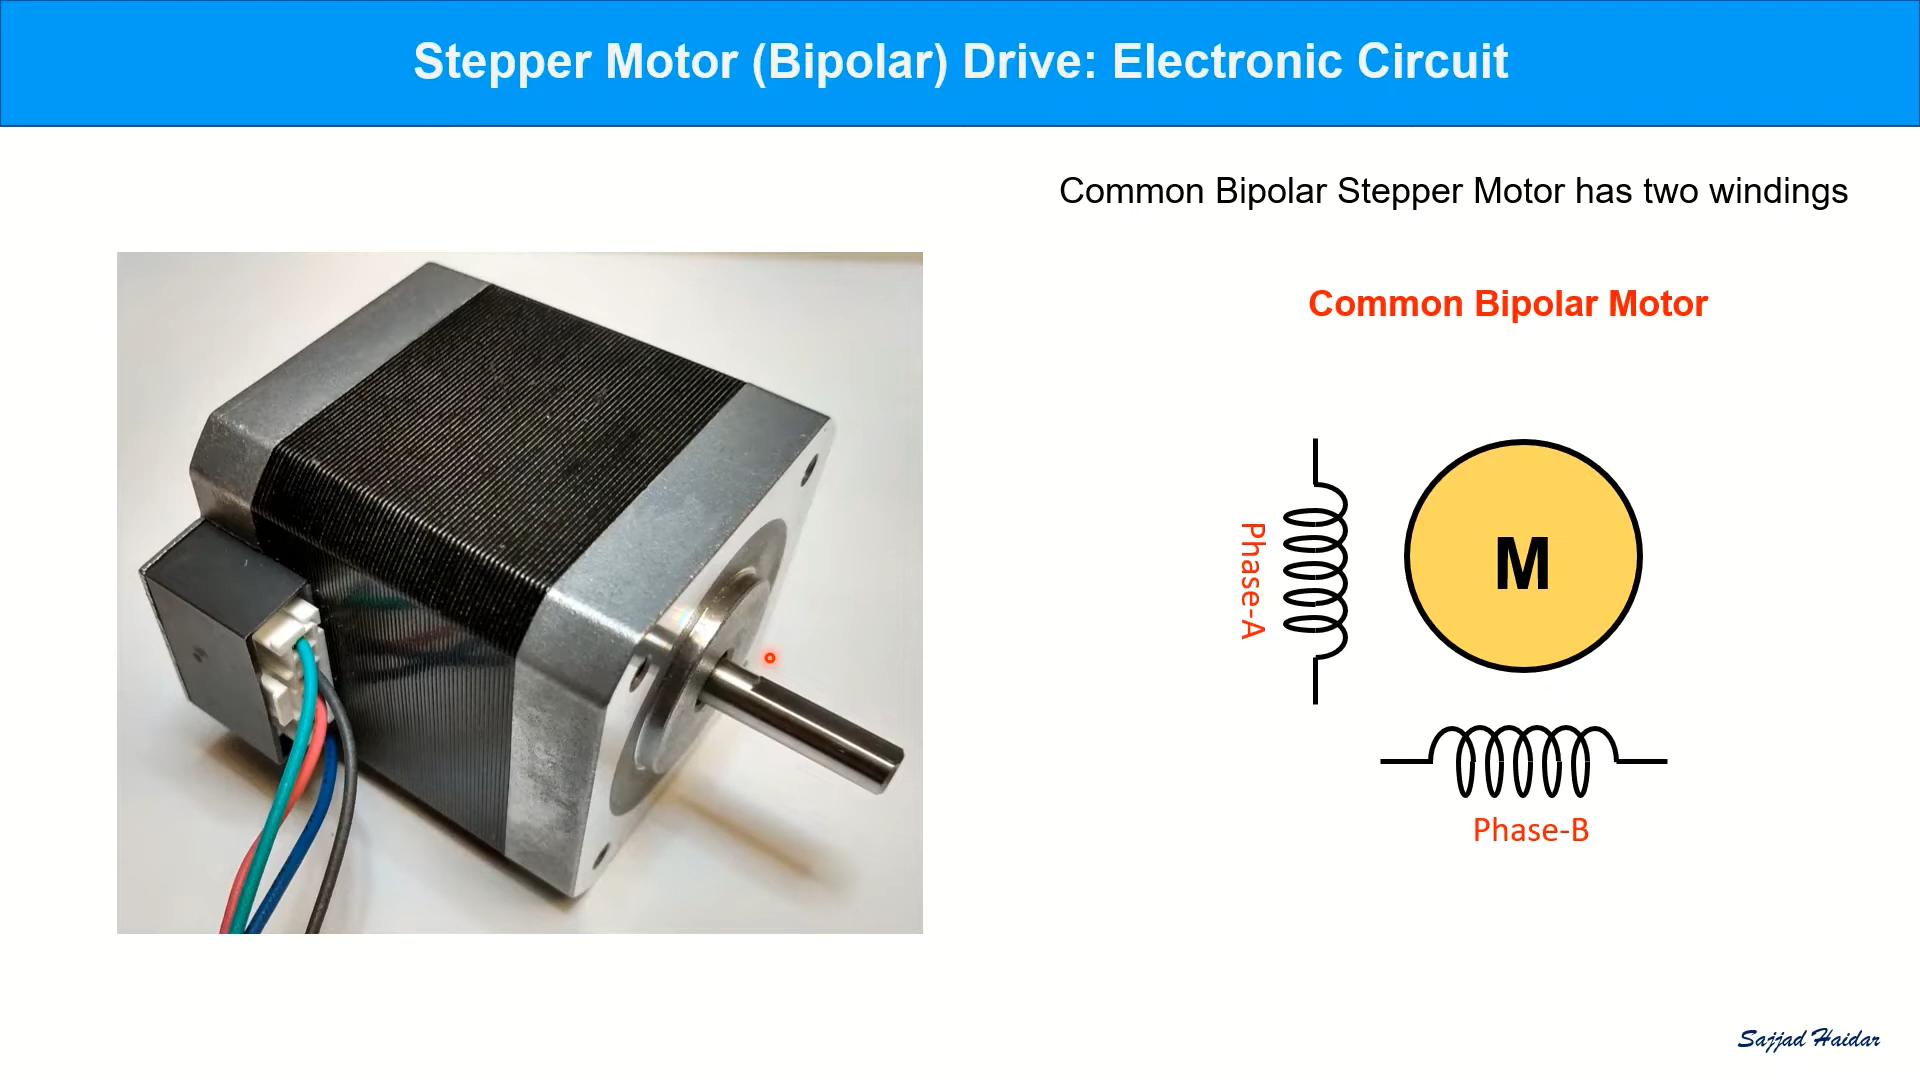 Stepper Motor (Bipolar) Drive: Electronic Circuit
Common Bipolar Stepper Motor has two windings
Common Bipolar Motor
Phase-A
M
Phase-B
Sajjad Haidar